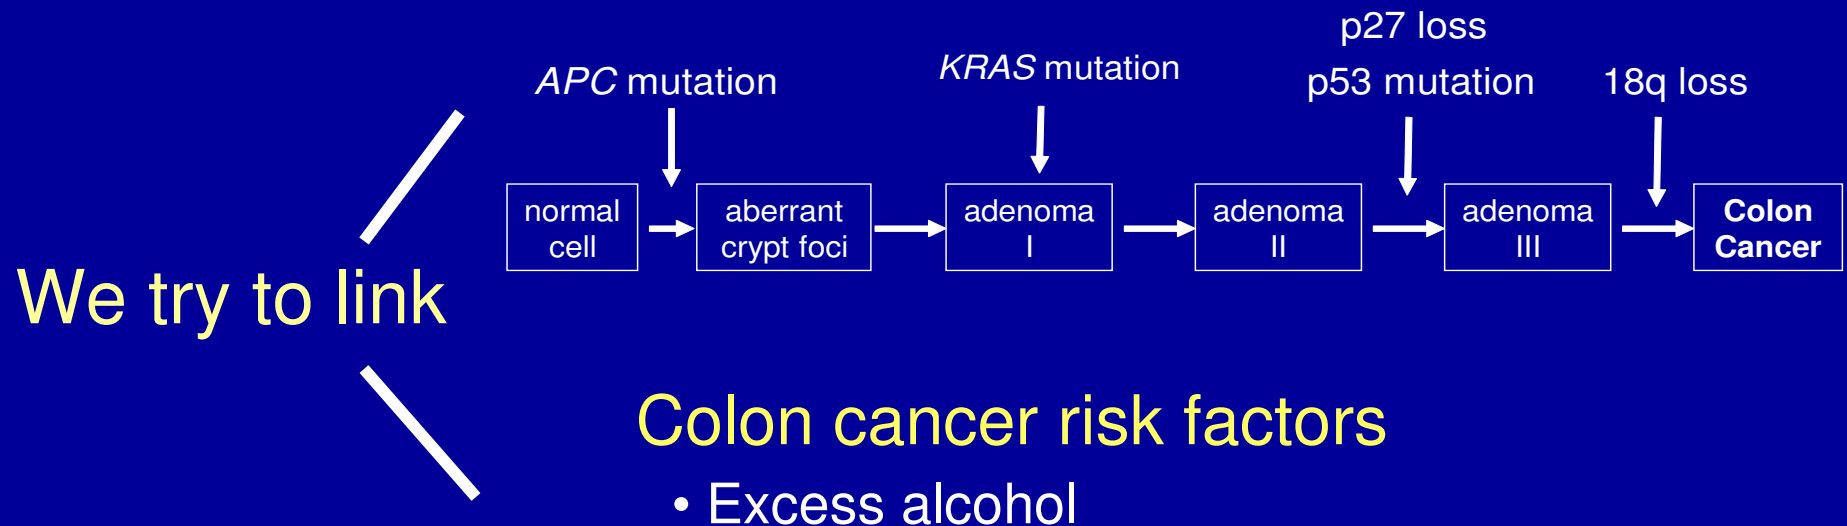 p27 loss
APC mutation
KRAS mutation
p53 mutation
18q loss
normal
cell
aberrant
crypt foci
adenoma
I
adenoma
II
adenoma
III
Colon
Cancer
We try to link
Colon cancer risk factors
• Excess alcohol